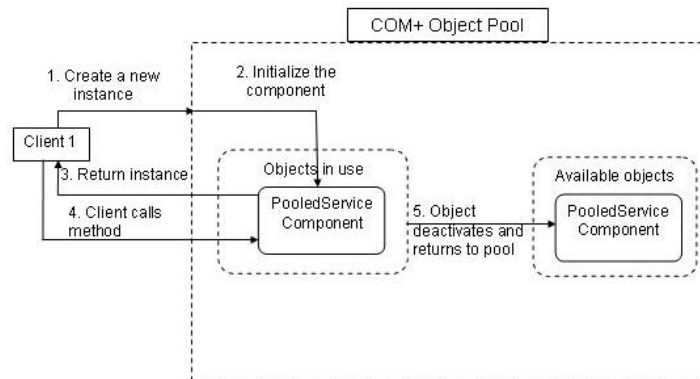 COM+ Object Pool
1. Create a new
instance
2. Initialize the
component
Client 1
3. Return instance
4. Client calls
method
Objects in use
PooledService
Component
5. Object
deactivates and
returns to pool
Available objects
PooledService
Component